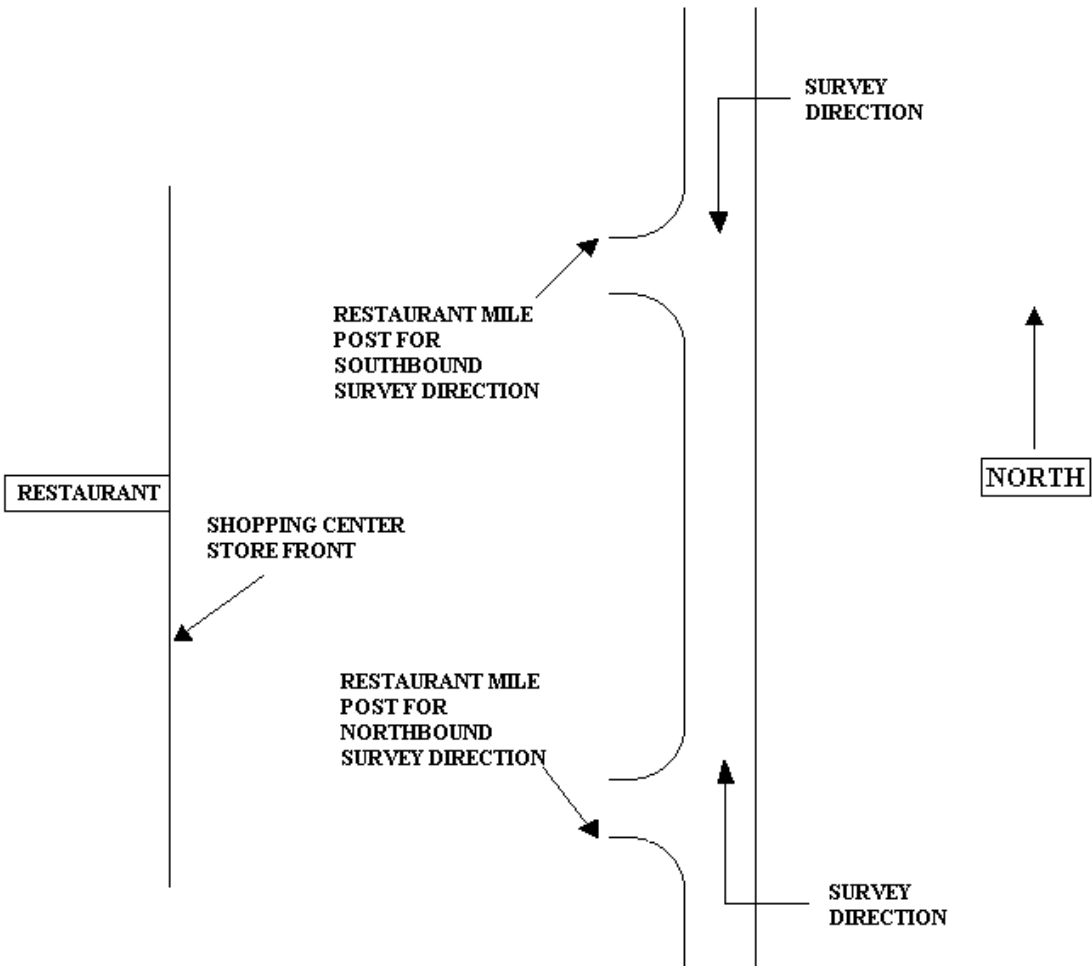 SURVEY
DIRECTION
RESTAURANT MILE
POST FOR
SOUTHBOUND
SURVEY DIRECTION
RESTAURANT
NORTH
SHOPPING CENTER
STORE FRONT
RESTAURANT MILE
POST FOR
NORTHBOUND
SURVEY DIRECTION
SURVEY
DIRECTION